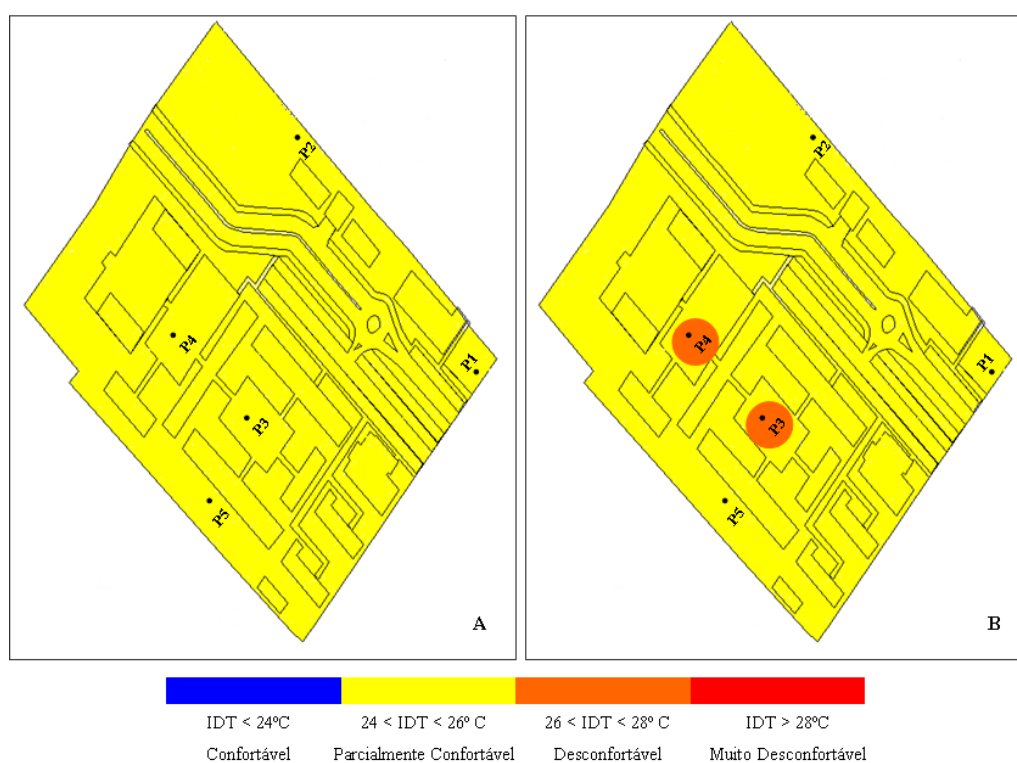 P2
P1
P4
P3
P5
A
P2
P1
P4
P3
P5
B
IDT < 24ºC
24 < IDT < 26º C
26 < IDT < 28º C
IDT > 28ºC
Confortável
Parcialmente Confortável
Desconfortável
Muito Desconfortável